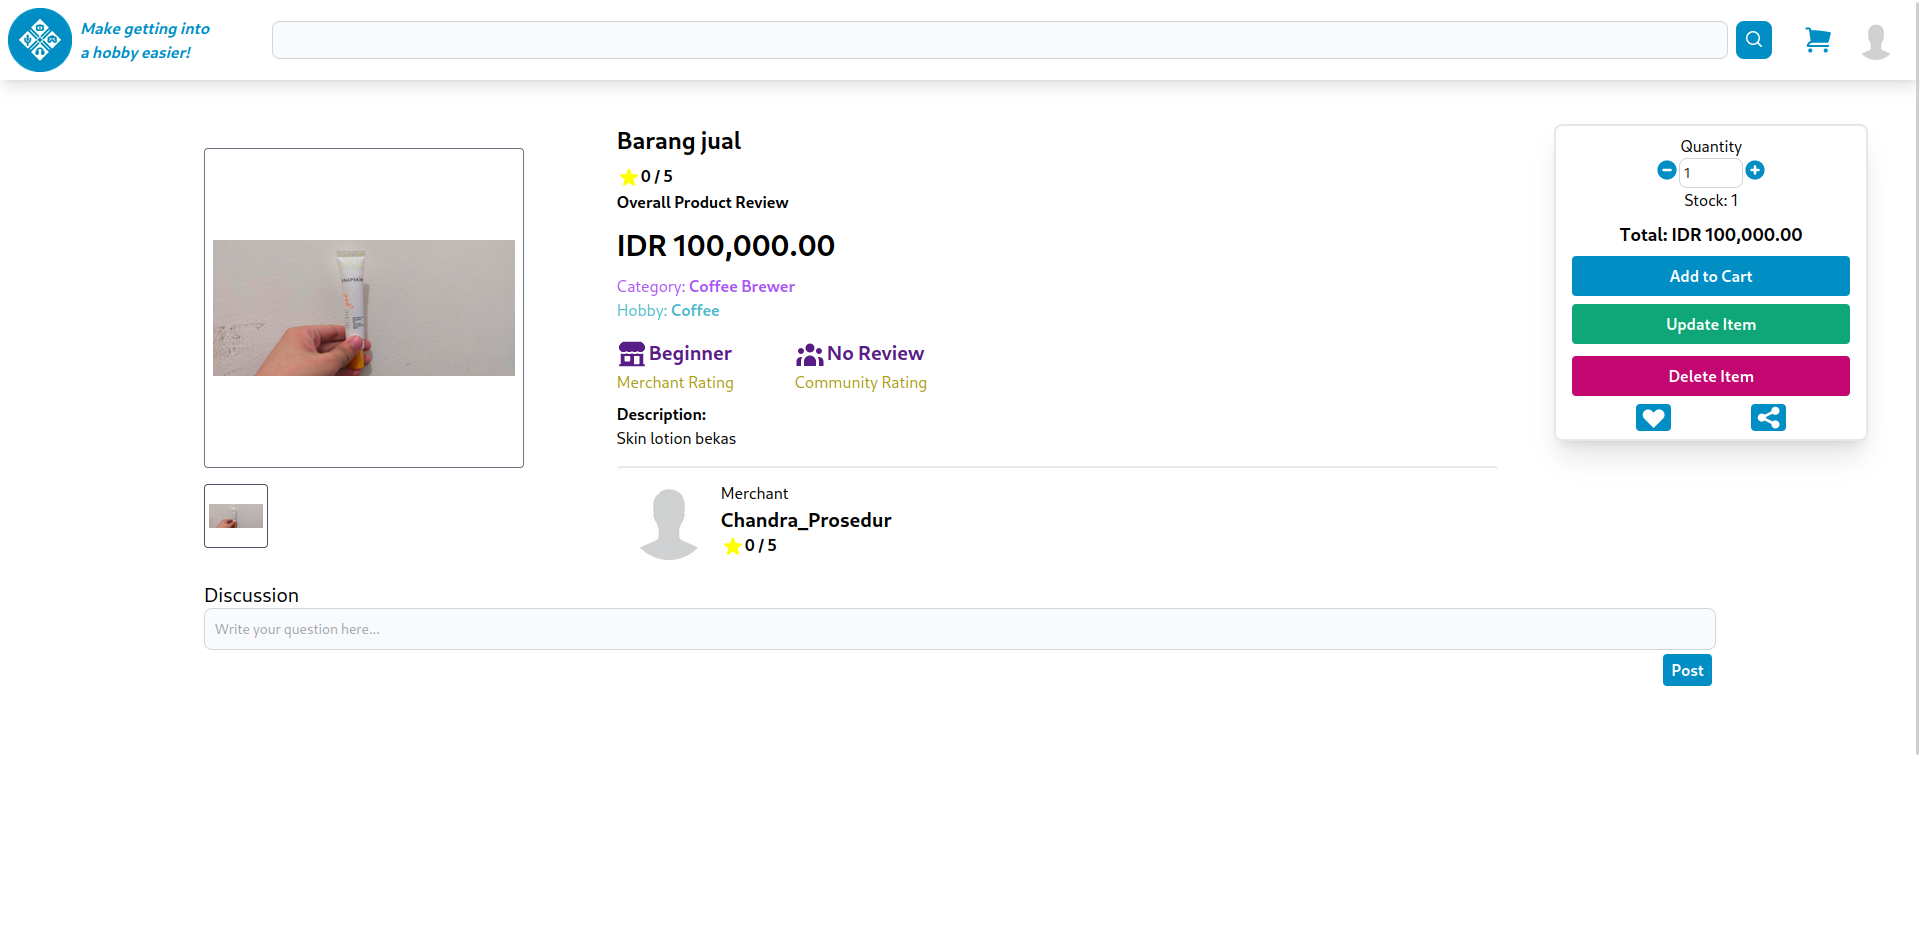 Make getting into
a hobby easier!
Barang jual
0 / 5
Overall Product Review
IDR 100,000.00
Category: Coffee Brewer
Hobby: Coffee
Beginner
Merchant Rating
No Review
Community Rating
Description:
Skin lotion bekas
Merchant
Chandra_Prosedur
0 / 5
Quantity
1
Stock: 1
Total: IDR 100,000.00
Add to Cart
Update Item
Delete Item
Discussion
Write your question here...
Post